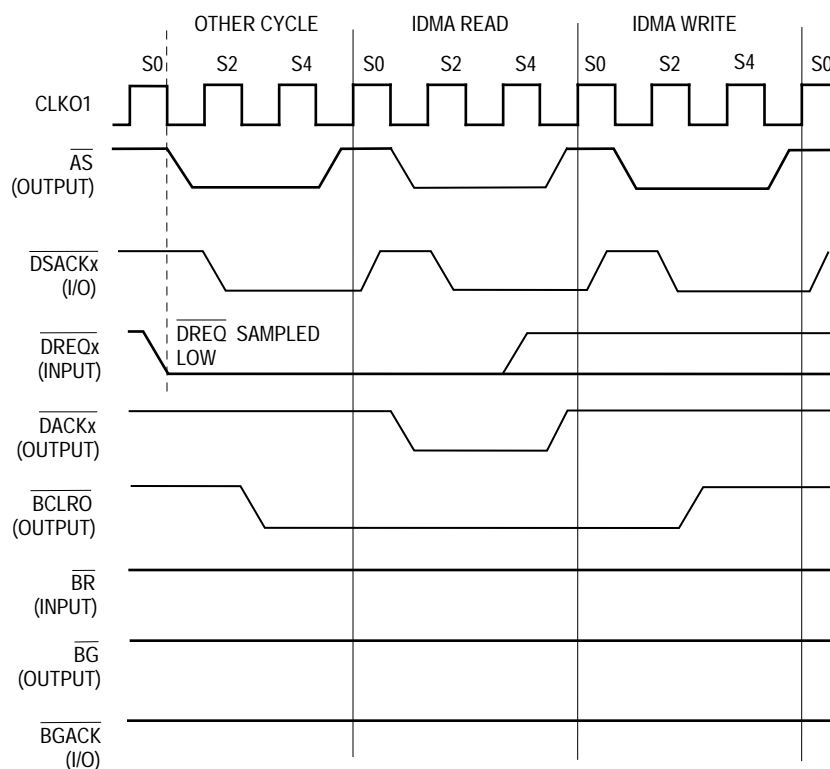 OTHER CYCLE IDMA READ IDMA WRITE
S0 S2 S4 S0 S2 S4 S0 S2 S4 S0
CLKO1
AS
(OUTPUT)
DSACKx
(I/O)
DREQx
(INPUT)
DREQ SAMPLED
LOW
DACKx
(OUTPUT)
BCLRO
(OUTPUT)
BR
(INPUT)
BG
(OUTPUT)
BGACK
(I/O)